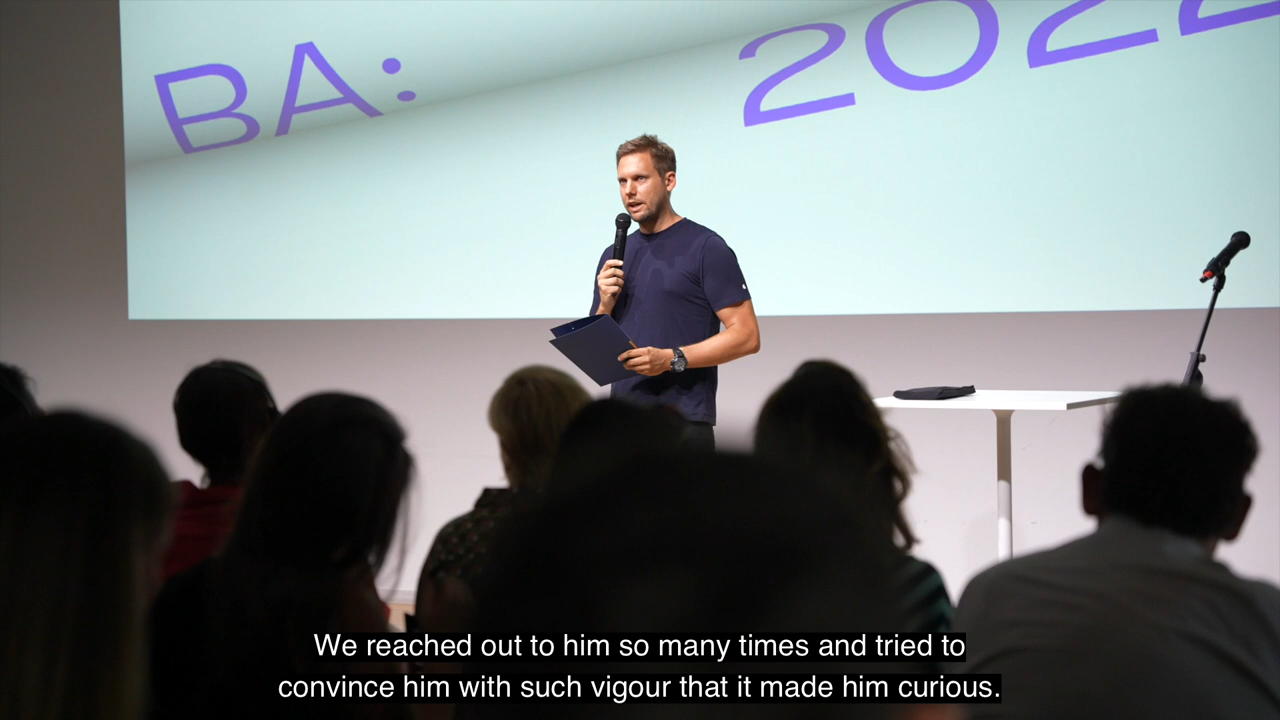 BA: 2022
We reached out to him so many times and tried to
convince him with such vigour that it made him curious.